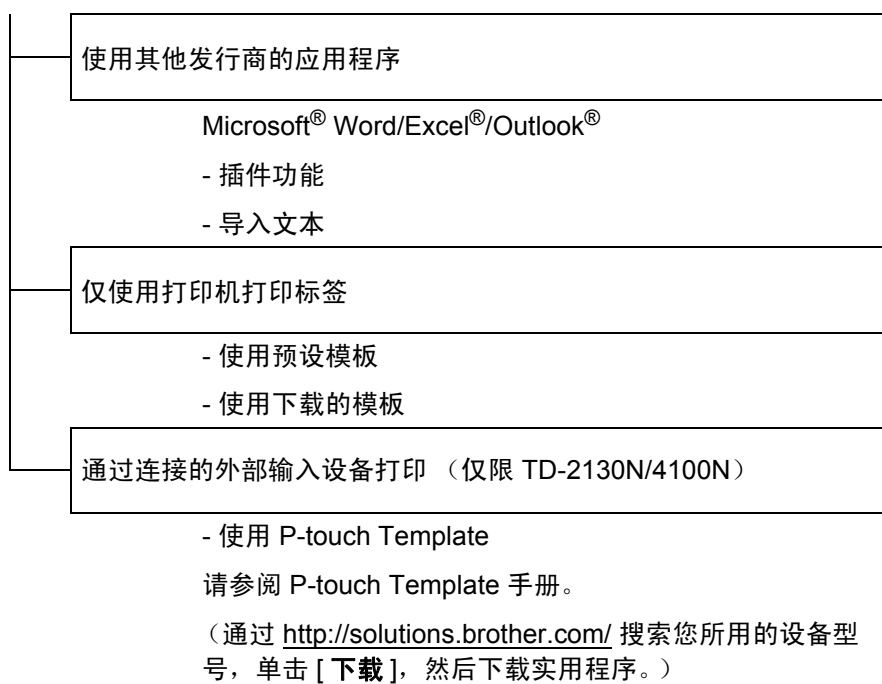 使用其他发行商的应用程序
Microsoft® Word/Excel®/Outlook®
- 插件功能
- 导入文本
仅使用打印机打印标签
- 使用预设模板
- 使用下载的模板
通过连接的外部输入设备打印 （仅限 TD-2130N/4100N）
- 使用 P-touch Template
请参阅 P-touch Template 手册。
（通过 http://solutions.brother.com/ 搜索您所用的设备型
号，单击 [ 下载 ]，然后下载实用程序。）